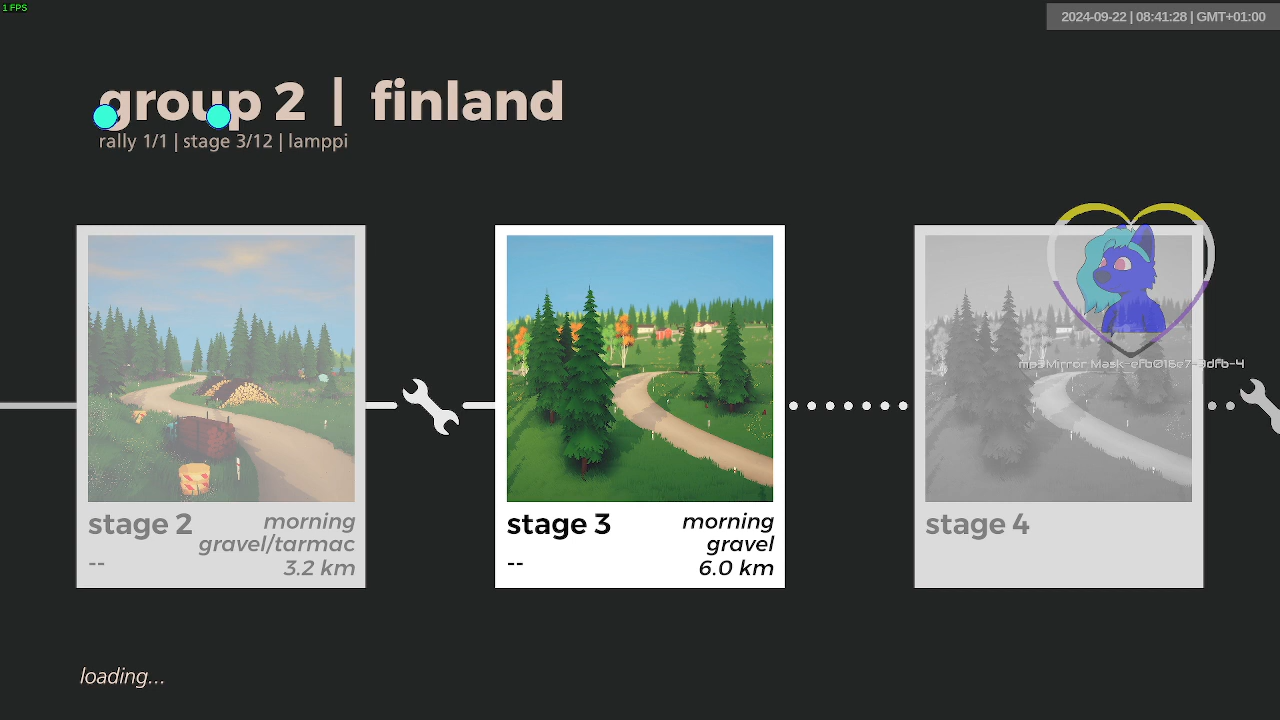 1 FPS
2024-09-22 | 08:41:28 | GMT+01:00
group 2 | finland
rally 1/1 | stage 3/12 | lamppi
stage 2
morning
gravel/tarmac
--
3.2 km
stage 3
morning
gravel
--
6.0 km
stage 4
loading...